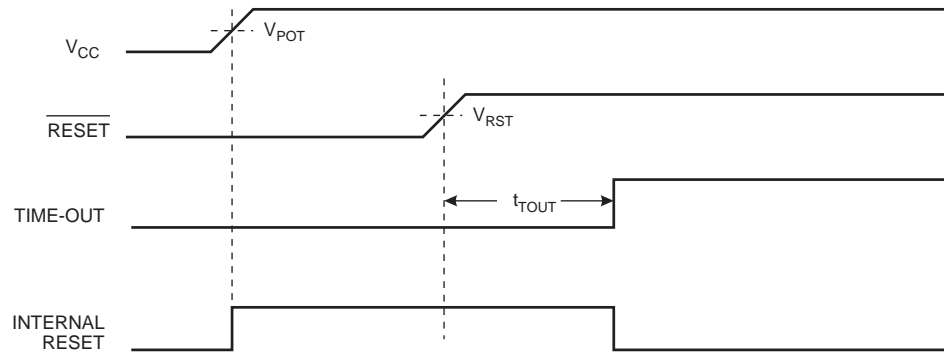 V_CC
V_POT
RESET
V_RST
TIME-OUT
t_TOUT
INTERNAL
RESET